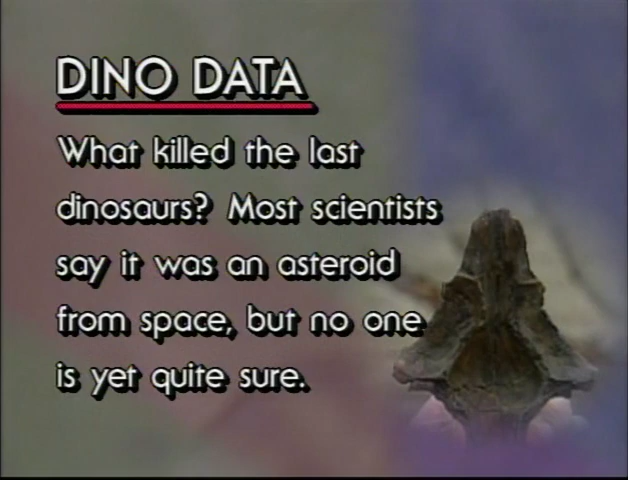 DINO DATA
What killed the last
dinosaurs? Most scientists
say it was an asteroid
from space, but no one
is yet quite sure.